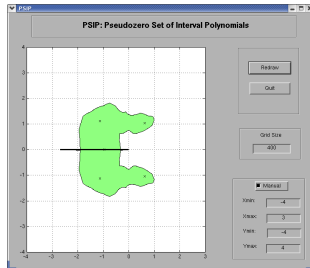 PSIP
PSIP: Pseudozero Set of Interval Polynomials
Redraw
Quit
Grid Size
400
Manual
Xmin: -4
Xmax: 3
Ymin: -4
Ymax: 4
4
3
2
1
0
-1
-2
-3
-4
-4 -3 -2 -1 0 1 2 3